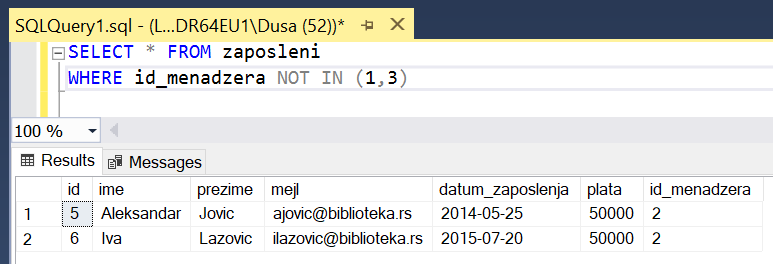 SQLQuery1.sql - (L...DR64EU1\Dusa (52))*
SELECT * FROM zaposleni
WHERE id_menadzera NOT IN (1,3)
100 %
Results Messages
id ime prezime mejl datum_zaposlenja plata id_menadzera
1 5 Aleksandar Jovic ajovic@biblioteka.rs 2014-05-25 50000 2
2 6 Iva Lazovic ilazovic@biblioteka.rs 2015-07-20 50000 2